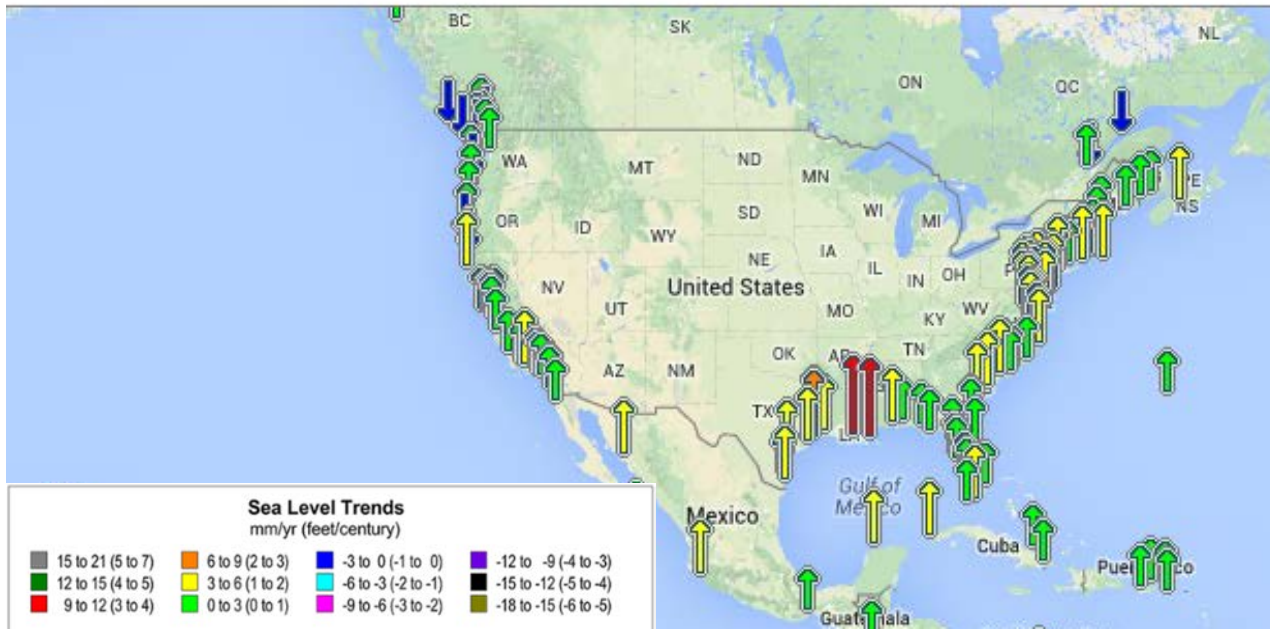 BC
SK
NL
ON
QC
WA
MT
ND
MN
PE
NS
OR
ID
SD
WI
MI
WY
IA
NE
IL
IN
OH
NV
United States
UT
MO
WV
KY
OK
TN
AZ
NM
TX
LA
Gulf of
Mexico
Mexico
Cuba
Guatemala
Sea Level Trends
mm/yr (feet/century)
15 to 21 (5 to 7) 6 to 9 (2 to 3) -3 to 0 (-1 to 0) -12 to -9 (-4 to -3)
12 to 15 (4 to 5) 3 to 6 (1 to 2) -6 to -3 (-2 to -1) -15 to -12 (-5 to -4)
9 to 12 (3 to 4) 0 to 3 (0 to 1) -9 to -6 (-3 to -2) -18 to -15 (-6 to -5)